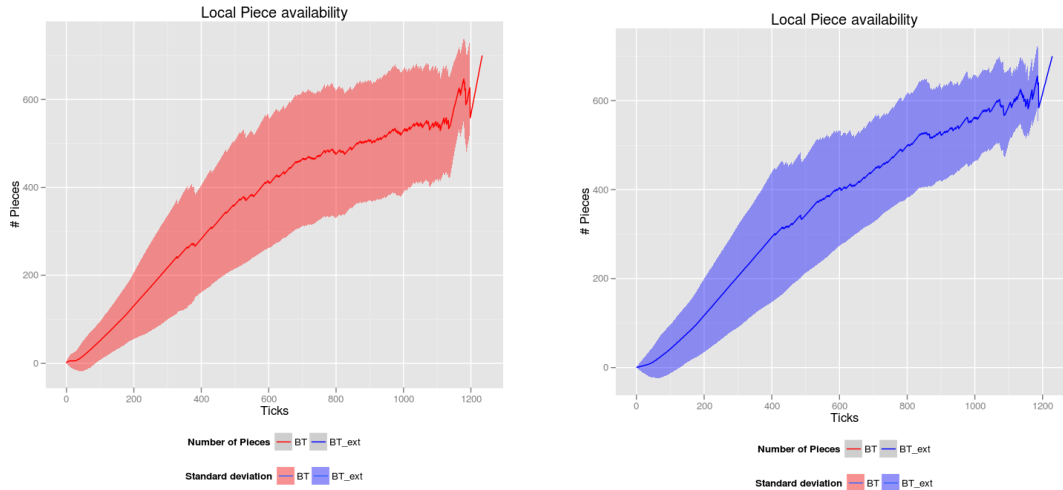 Local Piece availability
# Pieces
600
400
200
0
0 200 400 600 800 1000 1200
Ticks
Number of Pieces BT BT_ext
Standard deviation BT BT_ext
Local Piece availability
# Pieces
600
400
200
0
0 200 400 600 800 1000 1200
Ticks
Number of Pieces BT BT_ext
Standard deviation BT BT_ext